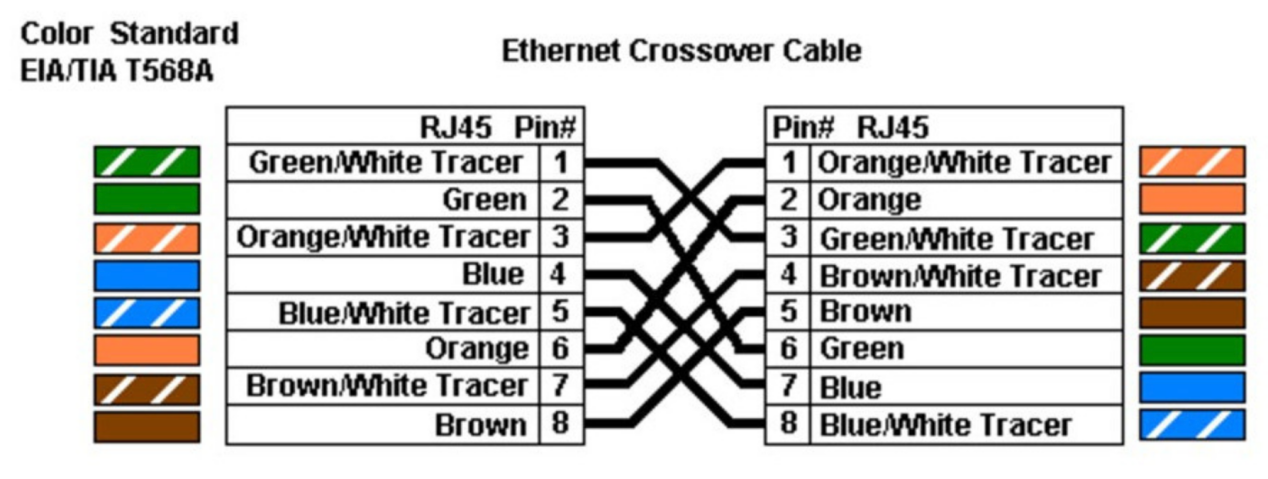 Color Standard
EIA/TIA T568A
Ethernet Crossover Cable
RJ45 Pin#
Green/White Tracer 1
Green 2
Orange/White Tracer 3
Blue 4
Blue/White Tracer 5
Orange 6
Brown/White Tracer 7
Brown 8
Pin# RJ45
1 Orange/White Tracer
2 Orange
3 Green/White Tracer
4 Brown/White Tracer
5 Brown
6 Green
7 Blue
8 Blue/White Tracer